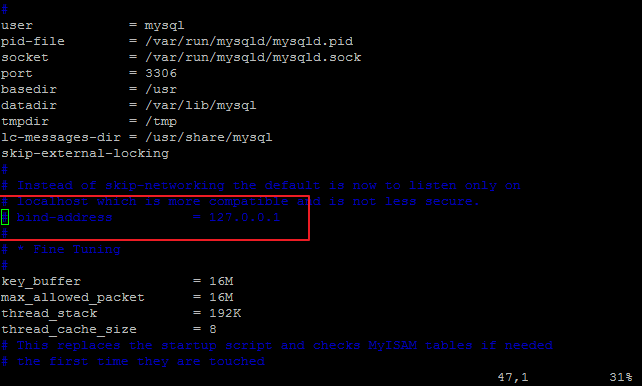 #
user            = mysql
pid-file        = /var/run/mysqld/mysqld.pid
socket          = /var/run/mysqld/mysqld.sock
port            = 3306
basedir         = /usr
datadir         = /var/lib/mysql
tmpdir          = /tmp
lc-messages-dir = /usr/share/mysql
skip-external-locking
#
# Instead of skip-networking the default is now to listen only on
# localhost which is more compatible and is not less secure.
# bind-address          = 127.0.0.1
#
# * Fine Tuning
#
key_buffer              = 16M
max_allowed_packet      = 16M
thread_stack            = 192K
thread_cache_size       = 8
# This replaces the startup script and checks MyISAM tables if needed
# the first time they are touched
47,1          31%